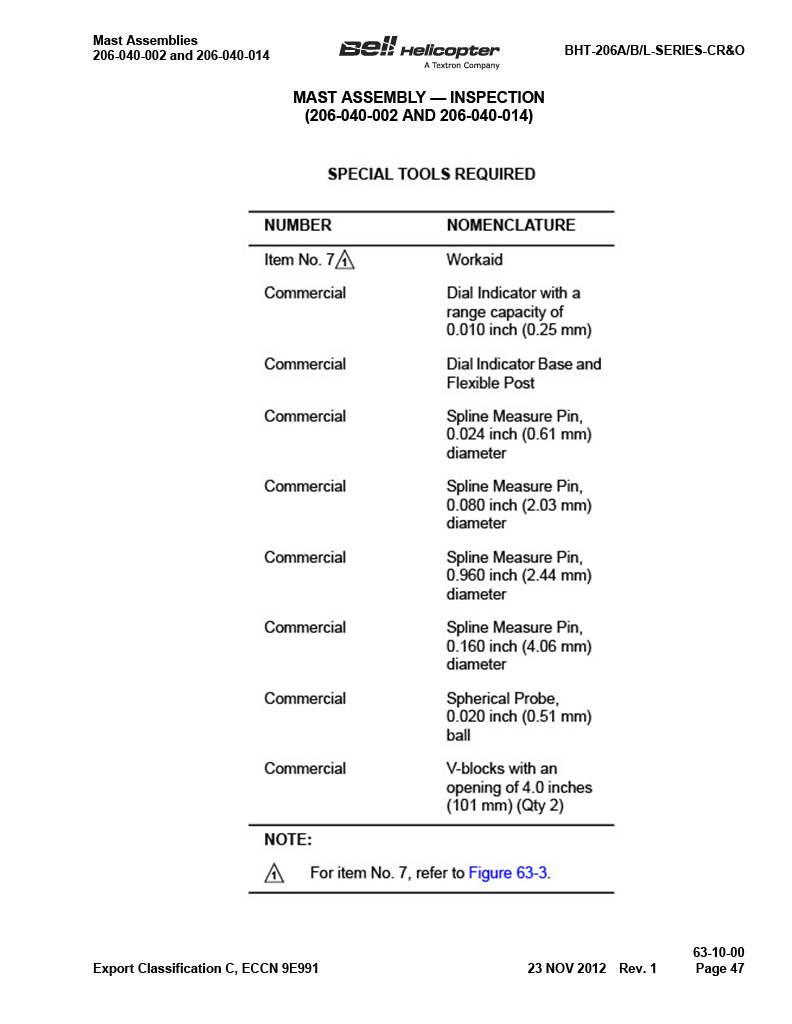 Mast Assemblies
206-040-002 and 206-040-014
Bell Helicopter
A Textron Company
BHT-206A/B/L-SERIES-CR&O
MAST ASSEMBLY — INSPECTION
(206-040-002 AND 206-040-014)
SPECIAL TOOLS REQUIRED
NUMBER NOMENCLATURE
Item No. 7 1 Workaid
Commercial Dial Indicator with a
range capacity of
0.010 inch (0.25 mm)
Commercial Dial Indicator Base and
Flexible Post
Commercial Spline Measure Pin,
0.024 inch (0.61 mm)
diameter
Commercial Spline Measure Pin,
0.080 inch (2.03 mm)
diameter
Commercial Spline Measure Pin,
0.960 inch (2.44 mm)
diameter
Commercial Spline Measure Pin,
0.160 inch (4.06 mm)
diameter
Commercial Spherical Probe,
0.020 inch (0.51 mm)
ball
Commercial V-blocks with an
opening of 4.0 inches
(101 mm) (Qty 2)
NOTE:
1 For item No. 7, refer to Figure 63-3.
63-10-00
Export Classification C, ECCN 9E991 23 NOV 2012 Rev. 1 Page 47